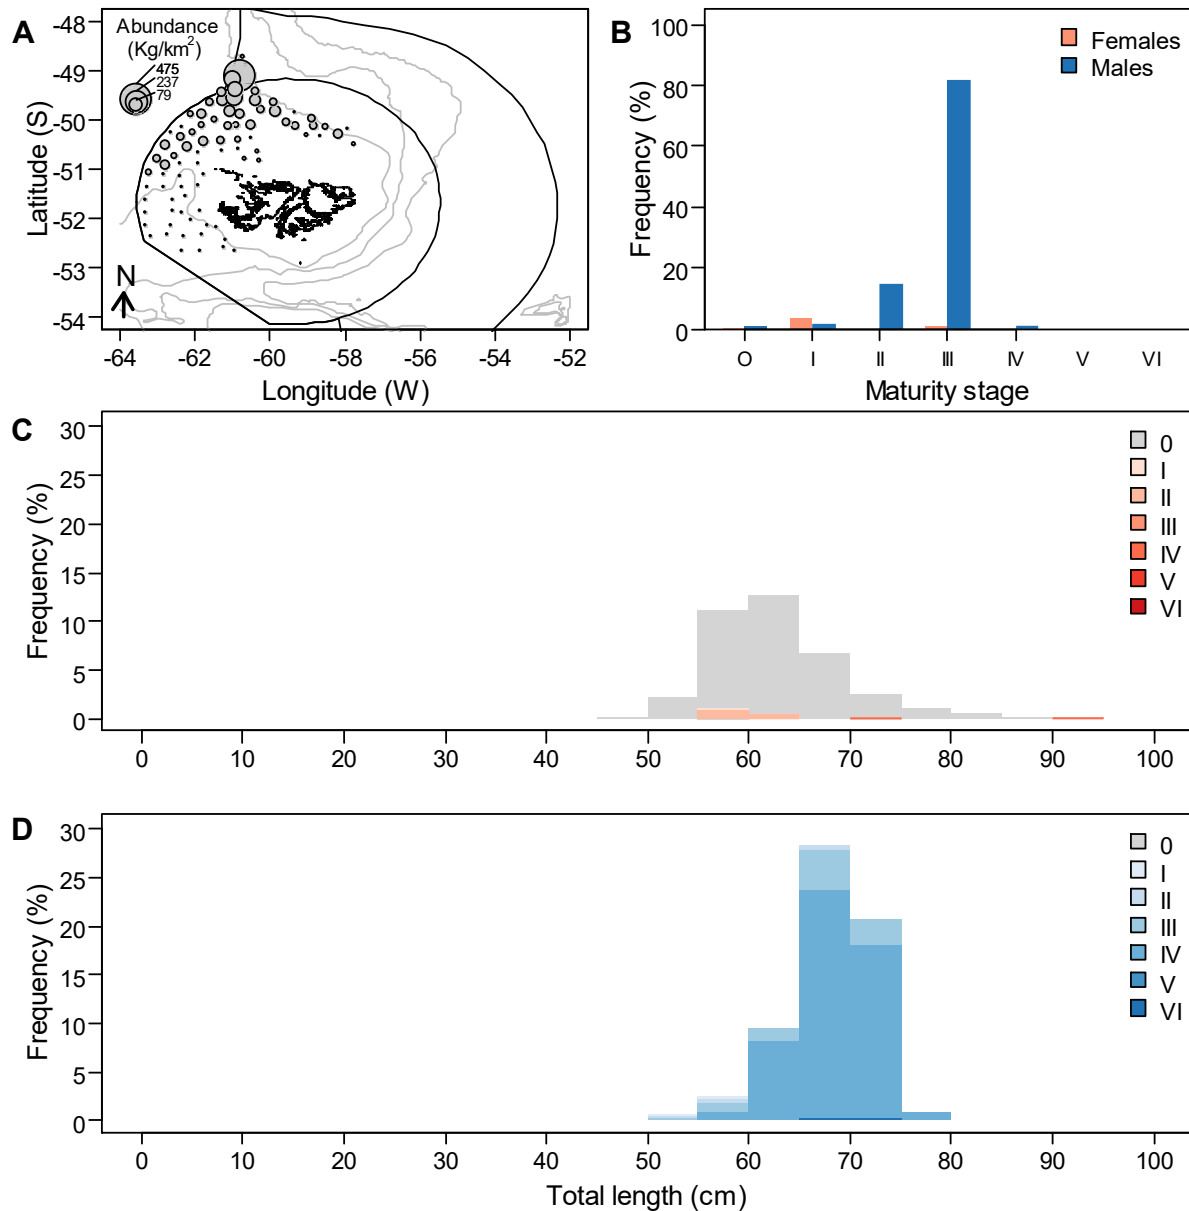 A
Abundance
(Kg/km2)
475
237
79
-48
-49
-50
-51
-52
-53
-54
Latitude (S)
N
-64 -62 -60 -58 -56 -54 -52
Longitude (W)
B
Females
Males
100
80
60
40
20
0
Frequency (%)
O I II III IV V VI
Maturity stage
C
30
25
20
15
10
5
0
Frequency (%)
0
I
II
III
IV
V
VI
0 10 20 30 40 50 60 70 80 90 100
D
30
25
20
15
10
5
0
Frequency (%)
0
I
II
III
IV
V
VI
0 10 20 30 40 50 60 70 80 90 100
Total length (cm)